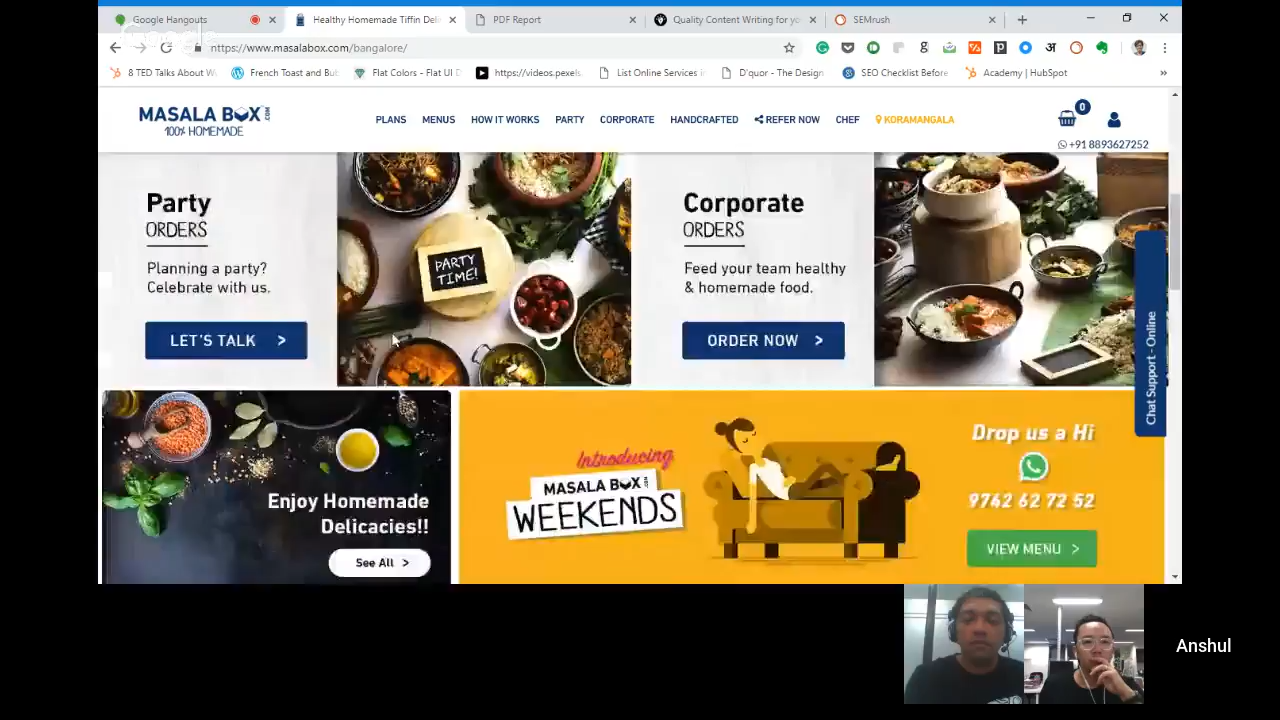 Google Hangouts
Healthy Homemade Tiffin Deli
PDF Report
Quality Content Writing for yo
SEMrush
Google
https://www.masalabox.com/bangalore/
8 TED Talks About W
French Toast and Bub
Flat Colors - Flat UI
https://videos.pexels
List Online Services i
D'quor - The Design
SEO Checklist Before
Academy | HubSpot
MASALA BOX
100% HOMEMADE
PLANS
MENUS
HOW IT WORKS
PARTY
CORPORATE
HANDCRAFTED
REFER NOW
CHEF
KORAMANGALA
0
+91 8893627252
Party
ORDERS
Planning a party?
Celebrate with us.
LET'S TALK >
PARTY
TIME!
Corporate
ORDERS
Feed your team healthy
& homemade food.
ORDER NOW >
Chat Support - Online
Enjoy Homemade
Delicacies!!
See All >
Introducing
MASALA BOX
WEEKENDS
Drop us a Hi
9742 62 72 52
VIEW MENU >
Anshul